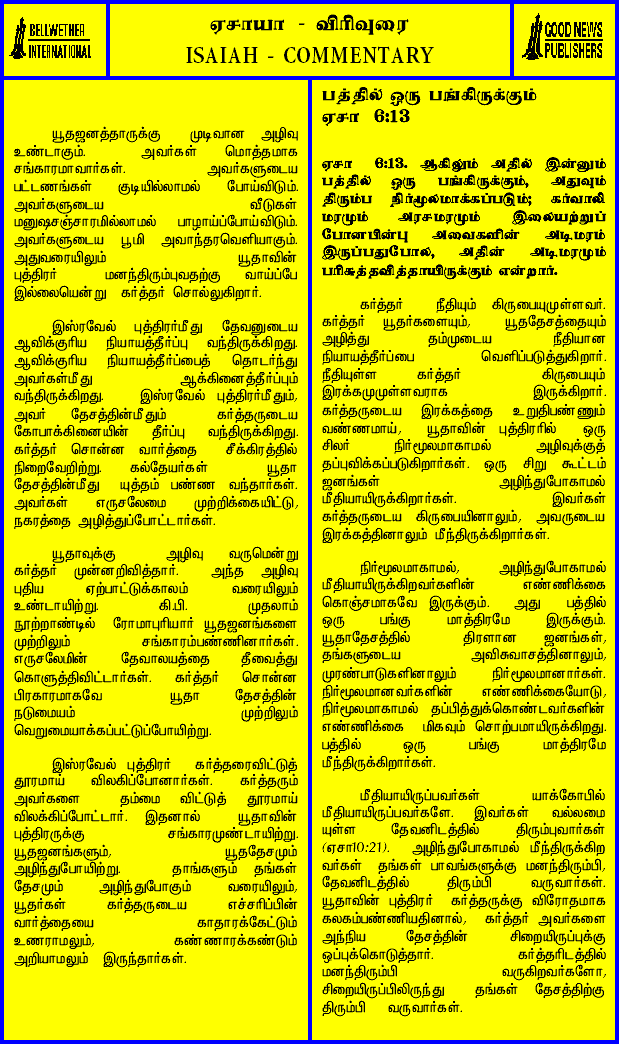 BELLWETHER
INTERNATIONAL
ஏசாயா - விரிவுரை
ISAIAH - COMMENTARY
GOOD NEWS
PUBLISHERS
யூதஜனத்தாருக்கு முடிவான அழிவு
உண்டாகும். அவர்கள் மொத்தமாக
சங்காரமாவார்கள். அவர்களுடைய
பட்டணங்கள் குடியில்லாமல் போய்விடும்.
அவர்களுடைய வீடுகள்
மனுஷசஞ்சாரமில்லாமல் பாழாய்ப்போய்விடும்.
அவர்களுடைய பூமி அவாந்தரவெளியாகும்.
அதுவரையிலும் யூதாவின்
புத்திரர் மனந்திரும்புவதற்கு வாய்ப்பே
இல்லையென்று கர்த்தர் சொல்லுகிறார்.
இஸ்ரவேல் புத்திரர்மீது தேவனுடைய
ஆவிக்குரிய நியாயத்தீர்ப்பு வந்திருக்கிறது.
ஆவிக்குரிய நியாயத்தீர்ப்பைத் தொடர்ந்து
அவர்கள்மீது ஆக்கினைத்தீர்ப்பும்
வந்திருக்கிறது. இஸ்ரவேல் புத்திரர்மீதும்,
அவர் தேசத்தின்மீதும் கர்த்தருடைய
கோபாக்கினையின் தீர்ப்பு வந்திருக்கிறது.
கர்த்தர் சொன்ன வார்த்தை சீக்கிரத்தில்
நிறைவேறிற்று. கல்தேயர்கள் யூதா
தேசத்தின்மீது யுத்தம் பண்ண வந்தார்கள்.
அவர்கள் எருசலேமை முற்றிக்கையிட்டு,
நகரத்தை அழித்துப்போட்டார்கள்.
யூதாவுக்கு அழிவு வருமென்று
கர்த்தர் முன்னறிவித்தார். அந்த அழிவு
புதிய ஏற்பாட்டுக்காலம் வரையிலும்
உண்டாயிற்று. கி.பி. முதலாம்
நூற்றாண்டில் ரோமாபுரியார் யூதஜனங்களை
முற்றிலும் சங்காரம்பண்ணினார்கள்.
எருசலேமின் தேவாலயத்தை தீவைத்து
கொளுத்திவிட்டார்கள். கர்த்தர் சொன்ன
பிரகாரமாகவே யூதா தேசத்தின்
நடுமையம் முற்றிலும்
வெறுமையாக்கப்பட்டுப்போயிற்று.
இஸ்ரவேல் புத்திரர் கர்த்தரைவிட்டுத்
தூரமாய் விலகிப்போனார்கள். கர்த்தரும்
அவர்களை தம்மை விட்டுத் தூரமாய்
விலக்கிப்போட்டார். இதனால் யூதாவின்
புத்திரருக்கு சங்காரமுண்டாயிற்று.
யூதஜனங்களும், யூததேசமும்
அழிந்துபோயிற்று. தாங்களும் தங்கள்
தேசமும் அழிந்துபோகும் வரையிலும்,
யூதர்கள் கர்த்தருடைய எச்சரிப்பின்
வார்த்தையை காதாரக்கேட்டும்
உணராமலும், கண்ணாரக்கண்டும்
அறியாமலும் இருந்தார்கள்.
பத்தில் ஒரு பங்கிருக்கும்
ஏசா 6:13
ஏசா 6:13. ஆகிலும் அதில் இன்னும்
பத்தில் ஒரு பங்கிருக்கும், அதுவும்
திரும்ப நிர்மூலமாக்கப்படும்; கர்வாலி
மரமும் அரசமரமும் இலையற்றுப்
போனபின்பு அவைகளின் அடிமரம்
இருப்பதுபோல, அதின் அடிமரமும்
பரிசுத்தவித்தாயிருக்கும் என்றார்.
கர்த்தர் நீதியும் கிருபையுமுள்ளவர்.
கர்த்தர் யூதர்களையும், யூததேசத்தையும்
அழித்து தம்முடைய நீதியான
நியாயத்தீர்ப்பை வெளிப்படுத்துகிறார்.
நீதியுள்ள கர்த்தர் கிருபையும்
இரக்கமுமுள்ளவராக இருக்கிறார்.
கர்த்தருடைய இரக்கத்தை உறுதிபண்ணும்
வண்ணமாய், யூதாவின் புத்திரரில் ஒரு
சிலர் நிர்மூலமாகாமல் அழிவுக்குத்
தப்புவிக்கப்படுகிறார்கள். ஒரு சிறு கூட்டம்
ஜனங்கள் அழிந்துபோகாமல்
மீதியாயிருக்கிறார்கள். இவர்கள்
கர்த்தருடைய கிருபையினாலும், அவருடைய
இரக்கத்தினாலும் மீந்திருக்கிறார்கள்.
நிர்மூலமாகாமல், அழிந்துபோகாமல்
மீதியாயிருக்கிறவர்களின் எண்ணிக்கை
கொஞ்சமாகவே இருக்கும். அது பத்தில்
ஒரு பங்கு மாத்திரமே இருக்கும்.
யூதாதேசத்தில் திரளான ஜனங்கள்,
தங்களுடைய அவிசுவாசத்தினாலும்,
முரண்பாடுகளினாலும் நிர்மூலமானார்கள்.
நிர்மூலமானவர்களின் எண்ணிக்கையோடு,
நிர்மூலமாகாமல் தப்பித்துக்கொண்டவர்களின்
எண்ணிக்கை மிகவும் சொற்பமாயிருக்கிறது.
பத்தில் ஒரு பங்கு மாத்திரமே
மீந்திருக்கிறார்கள்.
மீதியாயிருப்பவர்கள் யாக்கோபில்
மீதியாயிருப்பவர்களே. இவர்கள் வல்லமை
யுள்ள தேவனிடத்தில் திரும்புவார்கள்
(ஏசா10:21). அழிந்துபோகாமல் மீந்திருக்கிற
வர்கள் தங்கள் பாவங்களுக்கு மனந்திரும்பி,
தேவனிடத்தில் திரும்பி வருவார்கள்.
யூதாவின் புத்திரர் கர்த்தருக்கு விரோதமாக
கலகம்பண்ணியதினால், கர்த்தர் அவர்களை
அந்நிய தேசத்தின் சிறையிருப்புக்கு
ஒப்புக்கொடுத்தார். கர்த்தரிடத்தில்
மனந்திரும்பி வருகிறவர்களோ,
சிறையிருப்பிலிருந்து தங்கள் தேசத்திற்கு
திரும்பி வருவார்கள்.